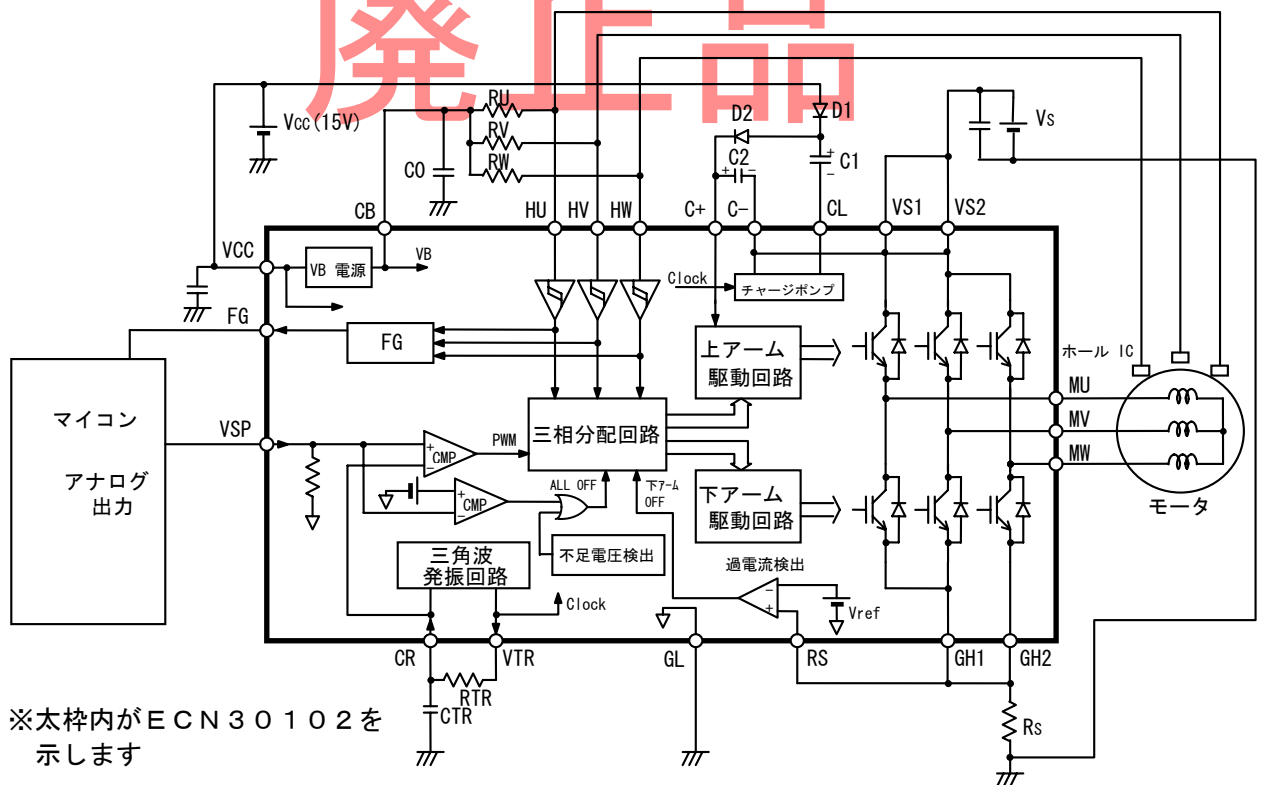 廃止品
Vcc(15V)
RU
RV
RW
C0
D2
D1
C2
+
-
+
-
C1
Vs
CB
HU
HV
HW
C+
C-
CL
VS1
VS2
VCC
VB 電源
VB
Clock
チャージポンプ
FG
FG
上アーム
駆動回路
ホール IC
マイコン
アナログ
出力
VSP
MU
MV
MW
モータ
+
-
CMP
PWM
三相分配回路
+
CMP
ALL OFF
下アーム
OFF
下アーム
駆動回路
不足電圧検出
三角波
発振回路
過電流検出
-
+
Vref
Clock
CR
VTR
GL
RS
GH1
GH2
RTR
CTR
Rs
※太枠内がECN30102を
示します